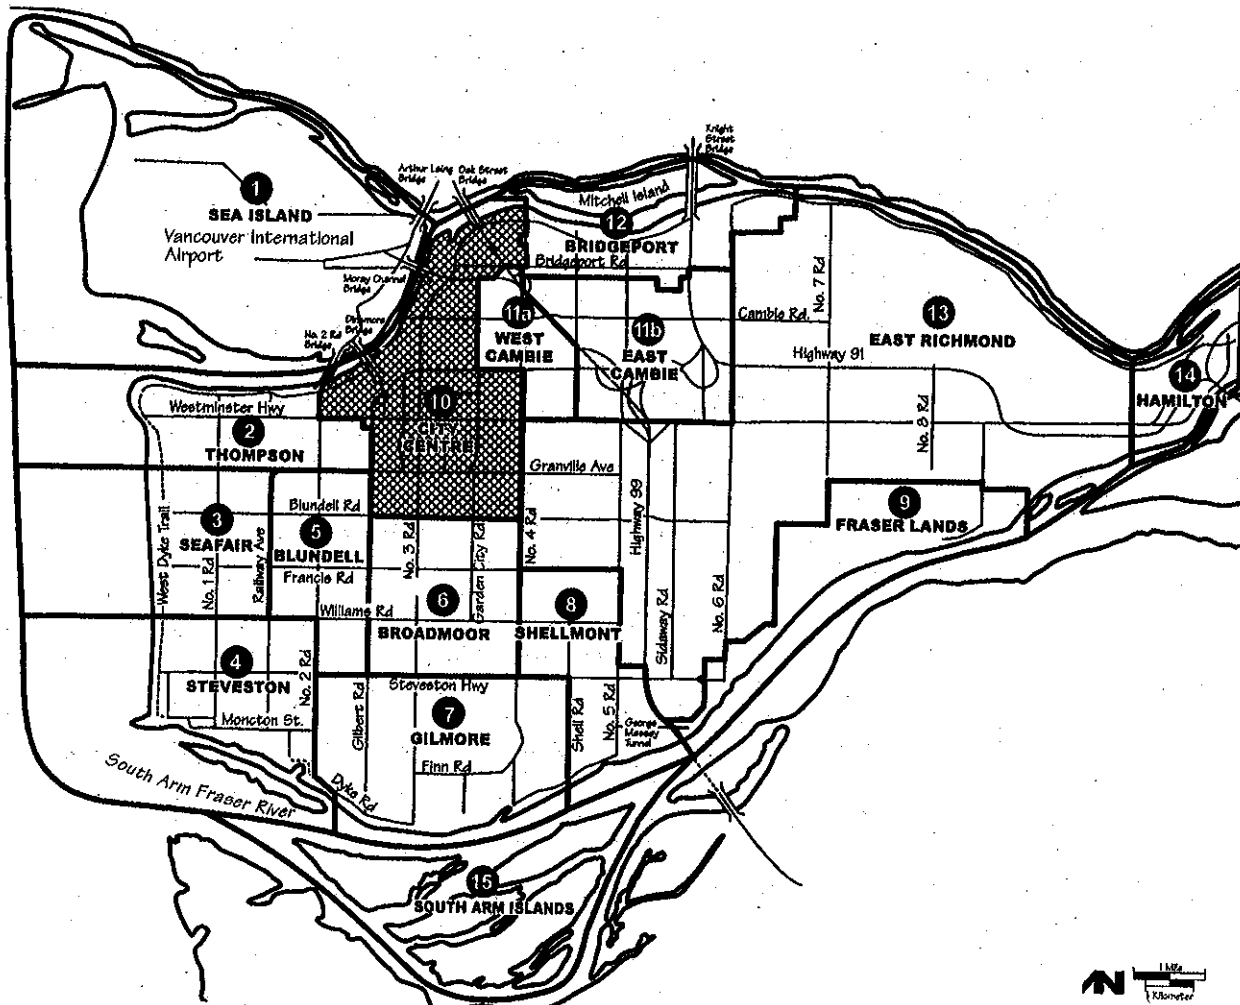 Knight
Street
Bridge
Arthur Laing
Bridge
Oak Street
Bridge
Mitchell Island
1
SEA ISLAND
Vancouver International
Airport
12
BRIDGEPORT
Bridgeport Rd
Moray Channel
Bridge
Dinsmore
Bridge
No. 2 Rd
Bridge
11a
WEST
CAMBIE
11b
EAST
CAMBIE
Cambie Rd.
No. 7 Rd
13
EAST RICHMOND
Highway 91
14
HAMILTON
10
CITY
CENTRE
Westminster Hwy
2
THOMPSON
No. 8 Rd
Granville Ave
9
FRASER LANDS
Blundell Rd
3
SEAFAIR
5
BLUNDELL
Francis Rd
West Dyke Trail
No. 1 Rd
Railway Ave
No. 3 Rd
Garden City Rd
No. 4 Rd
Highway 99
Sidaway Rd
No. 6 Rd
Williams Rd
6
BROADMOOR
8
SHELLMONT
4
STEVESTON
No. 2 Rd
Steveston Hwy
Gilbert Rd
7
GILMORE
Shell Rd
No. 5 Rd
George
Massey
Tunnel
Moncton St.
Finn Rd
Dyke Rd
South Arm Fraser River
15
SOUTH ARM ISLANDS
N
1 Mile
1 Kilometer